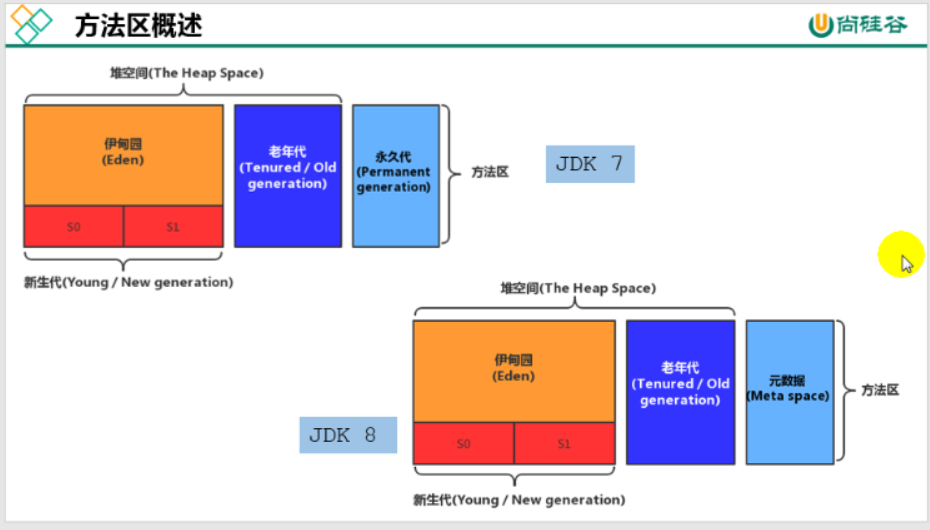 方法区概述
尚硅谷
堆空间(The Heap Space)
伊甸园
(Eden)
S0
S1
老年代
(Tenured / Old
generation)
永久代
(Permanent
generation)
方法区
JDK 7
新生代(Young / New generation)
堆空间(The Heap Space)
伊甸园
(Eden)
S0
S1
老年代
(Tenured / Old
generation)
元数据
(Meta space)
方法区
JDK 8
新生代(Young / New generation)